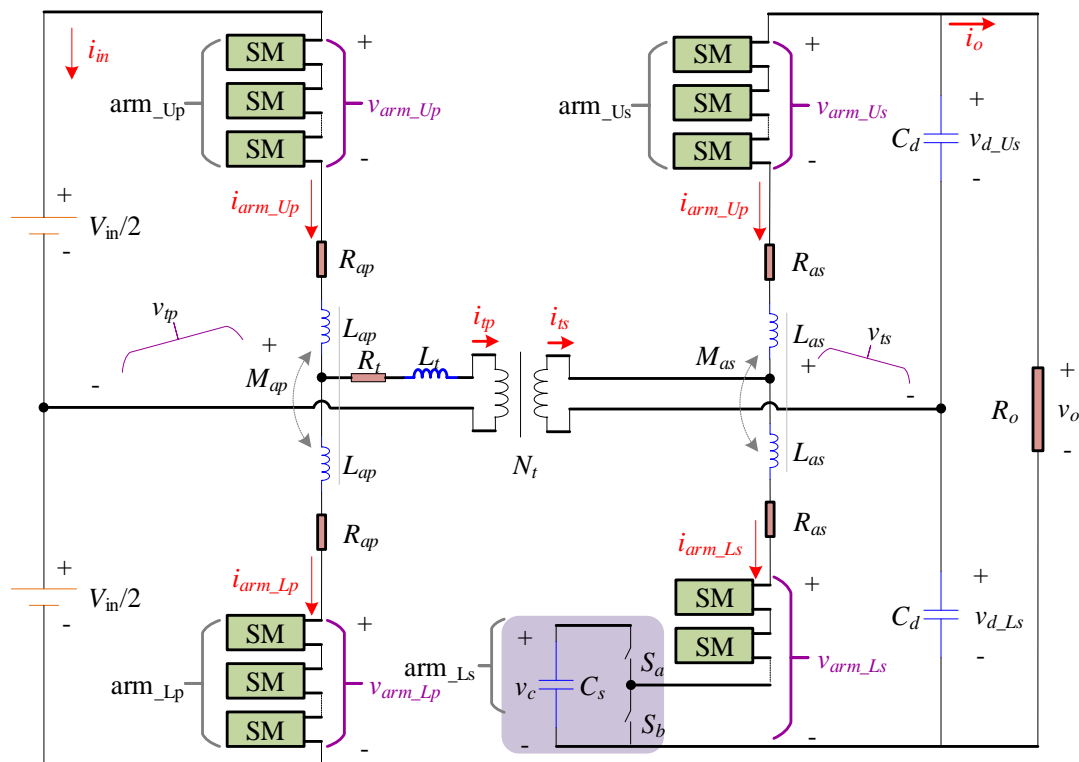 i_in
arm_Up
SM
SM
SM
+
v_arm_Up
-
i_arm_Up
+
V_in/2
-
R_ap
v_tp
+
-
L_ap
M_ap
R_t
L_t
i_tp
i_ts
N_t
L_ap
R_ap
i_arm_Lp
+
V_in/2
-
arm_Lp
SM
SM
SM
+
v_arm_Lp
-
arm_Us
SM
SM
SM
+
v_arm_Us
-
i_arm_Up
R_as
L_as
M_as
v_ts
+
-
L_as
R_as
i_arm_Ls
SM
SM
+
v_arm_Ls
-
arm_Ls
+
v_c
-
C_s
S_a
S_b
i_o
+
C_d
v_d_Us
-
R_o
+
v_o
-
+
C_d
v_d_Ls
-